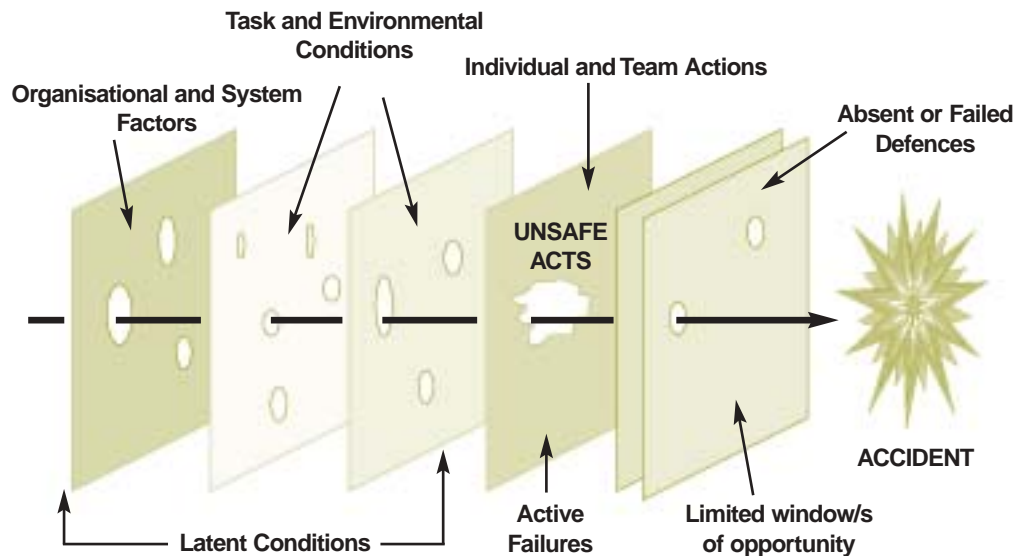 Task and Environmental
Conditions
Individual and Team Actions
Organisational and System
Factors
Absent or Failed
Defences
UNSAFE
ACTS
ACCIDENT
Latent Conditions
Active
Failures
Limited window/s
of opportunity